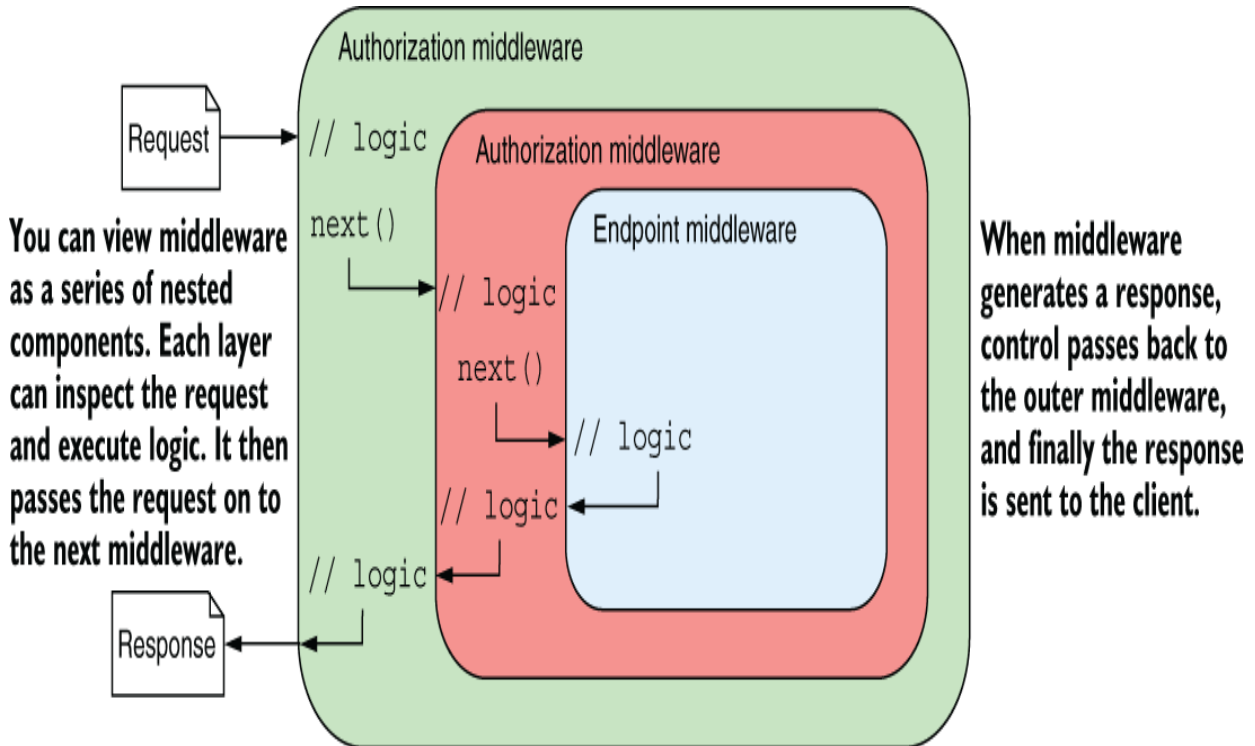 Authorization middleware
Request
// logic
Authorization middleware
next()
Endpoint middleware
// logic
next()
// logic
// logic
// logic
Response
You can view middleware
as a series of nested
components. Each layer
can inspect the request
and execute logic. It then
passes the request on to
the next middleware.
When middleware
generates a response,
control passes back to
the outer middleware,
and finally the response
is sent to the client.